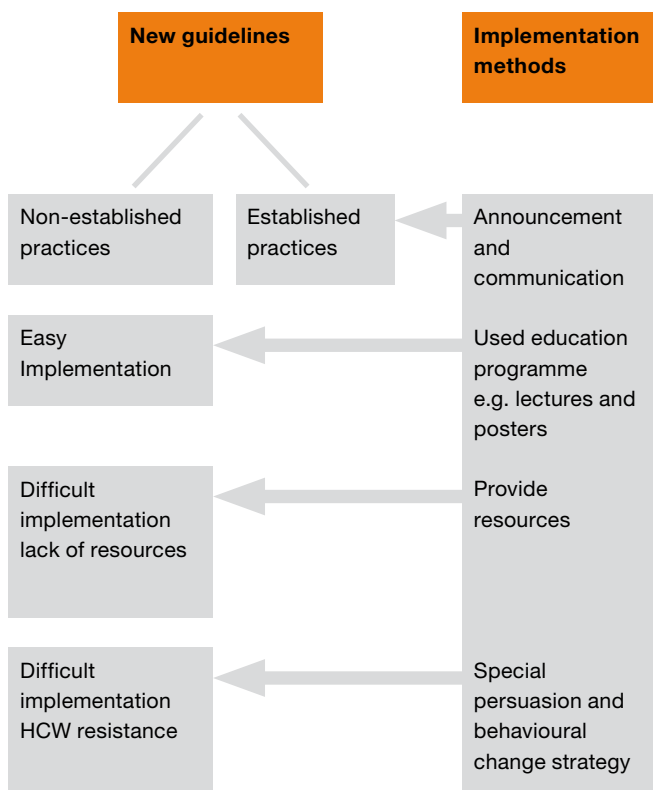 New guidelines
Implementation
methods
Non-established
practices
Established
practices
Announcement
and
communication
Easy
Implementation
Used education
programme
e.g. lectures and
posters
Difficult
implementation
lack of resources
Provide
resources
Difficult
implementation
HCW resistance
Special
persuasion and
behavioural
change strategy